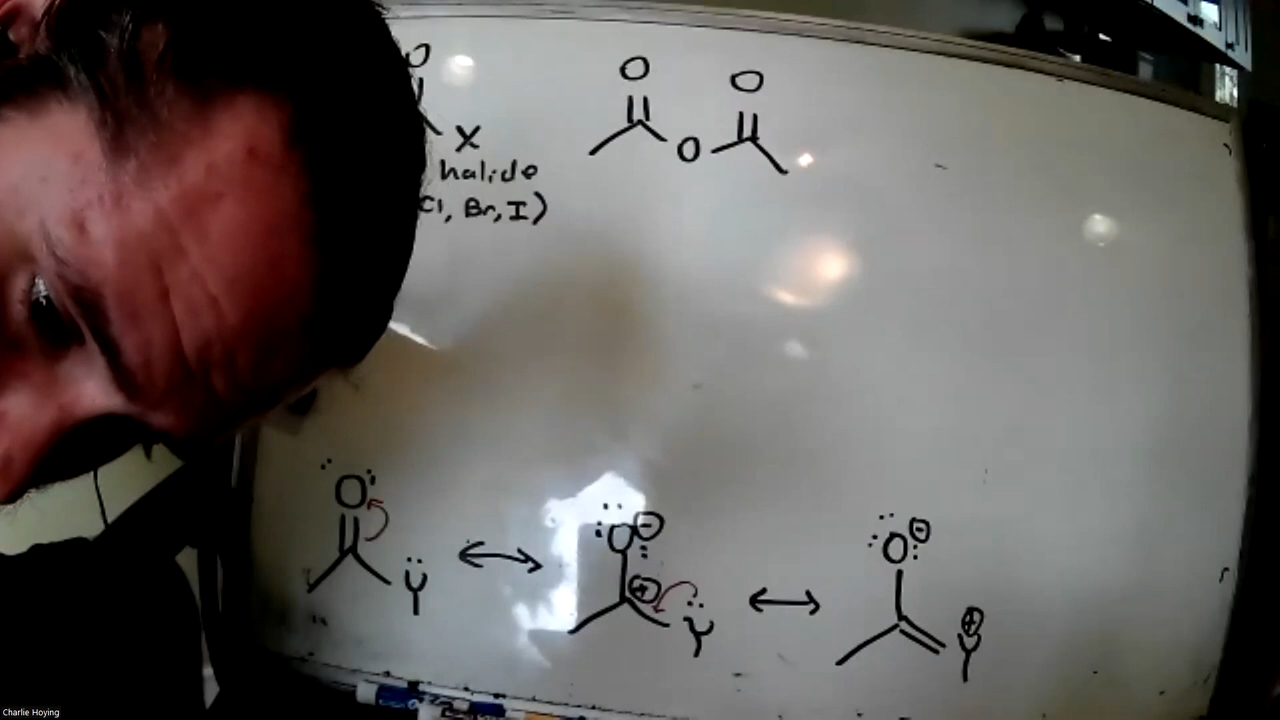 O
X
halide
Cl, Br, I)
O O
O
O
Y
O ⊖
⊕
Y
O ⊖
⊕
Y
Charlie Hoying